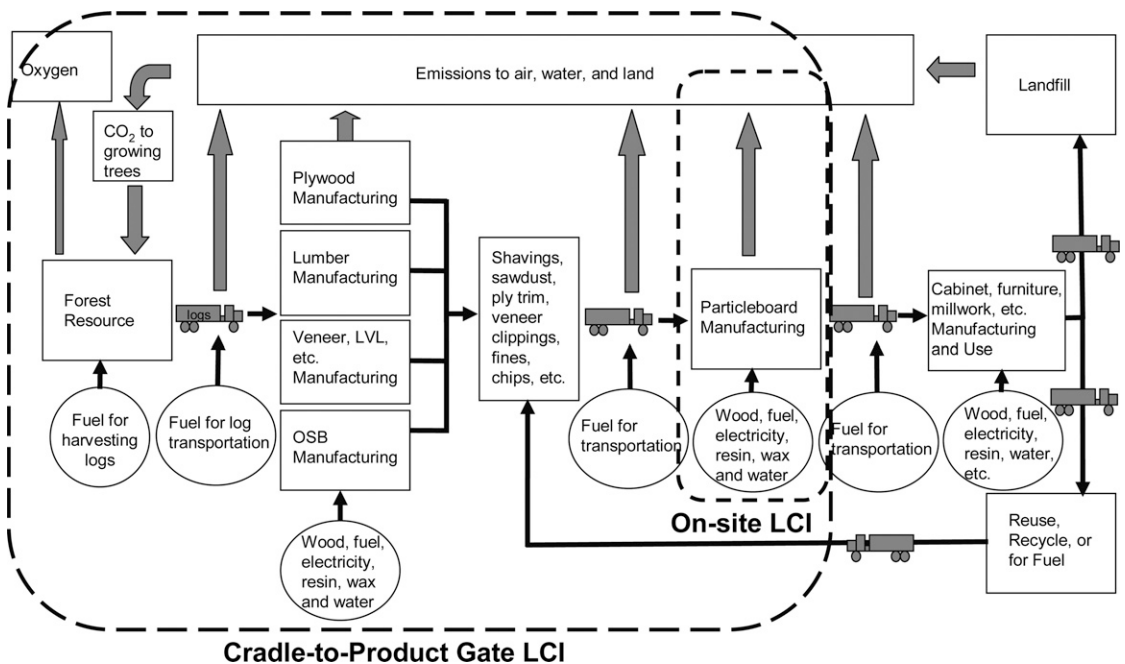 Oxygen
Emissions to air, water, and land
Landfill
CO₂ to
growing
trees
Plywood
Manufacturing
Lumber
Manufacturing
Veneer, LVL,
etc.
Manufacturing
OSB
Manufacturing
Forest
Resource
logs
Shavings,
sawdust,
ply trim,
veneer
clippings,
fines,
chips, etc.
Particleboard
Manufacturing
Cabinet, furniture,
millwork, etc.
Manufacturing
and Use
Fuel for
harvesting
logs
Fuel for log
transportation
Fuel for
transportation
Wood, fuel,
electricity,
resin, wax
and water
Fuel for
transportation
Wood, fuel,
electricity,
resin, water,
etc.
On-site LCI
Wood, fuel,
electricity,
resin, wax
and water
Reuse,
Recycle, or
for Fuel
Cradle-to-Product Gate LCI